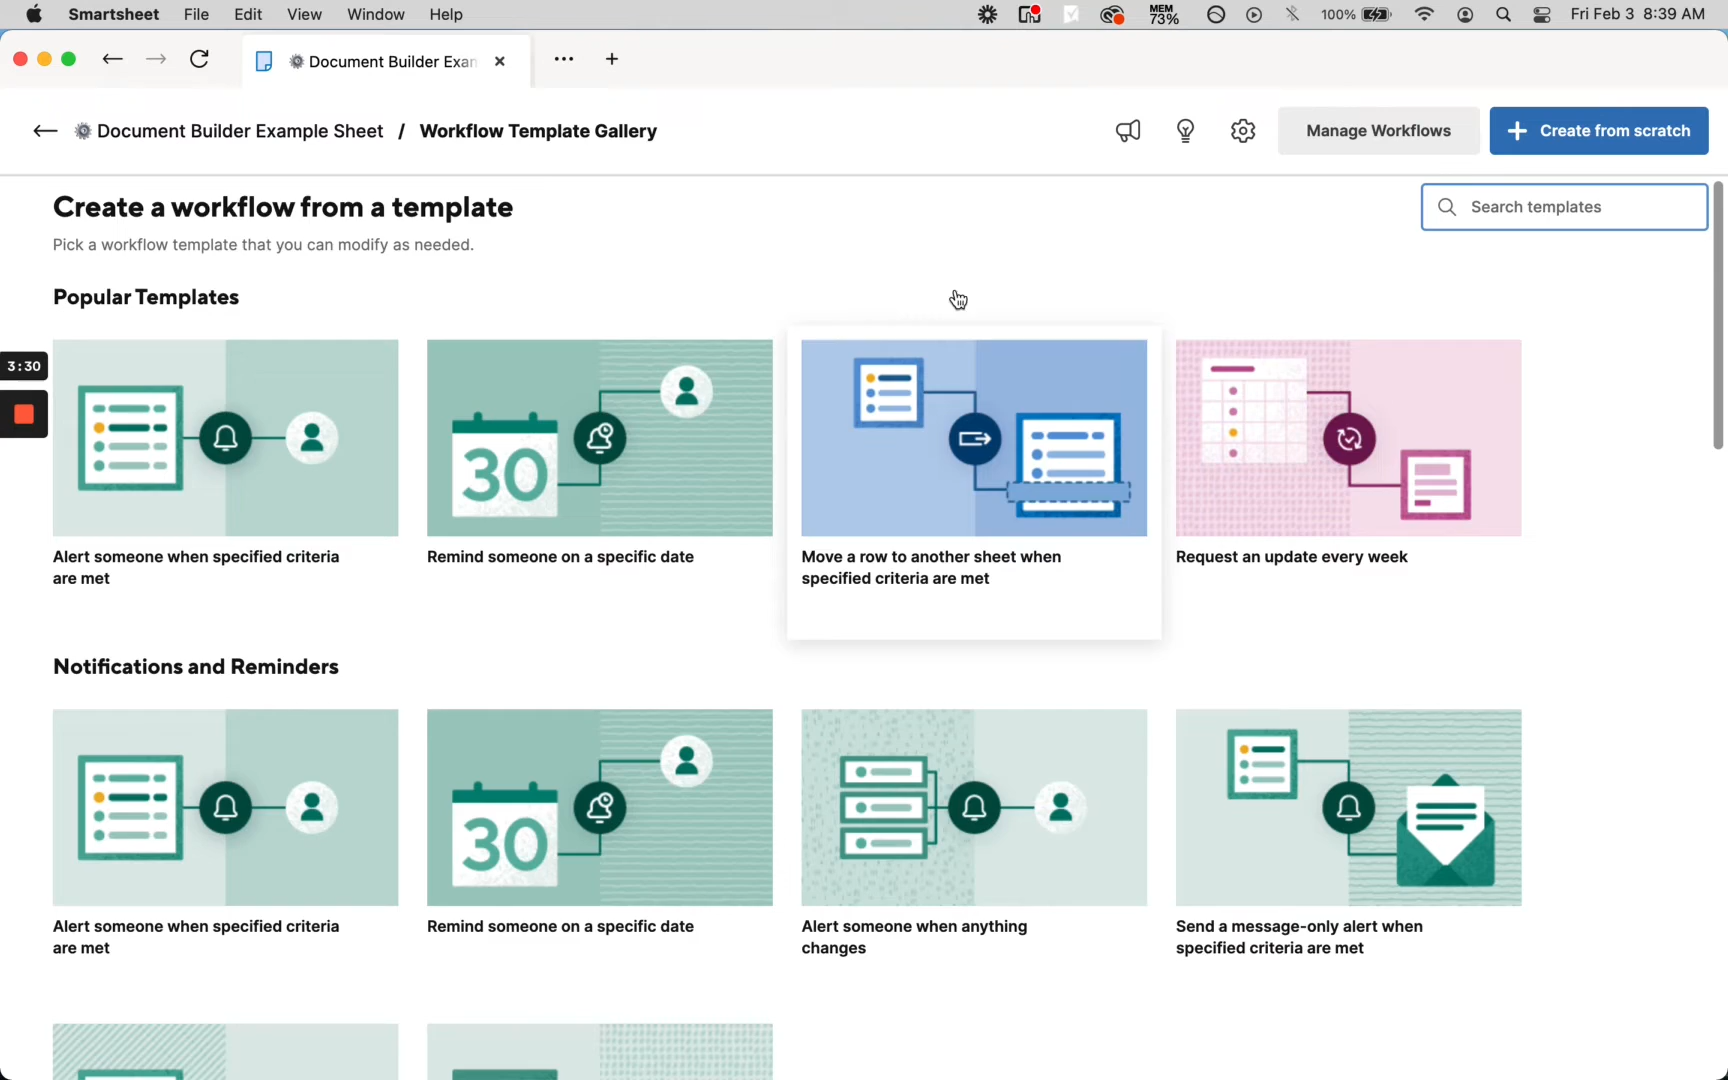 Smartsheet File Edit View Window Help MEM 73% 100% Fri Feb 3 8:39 AM
Document Builder Exan
Document Builder Example Sheet / Workflow Template Gallery Manage Workflows Create from scratch
Create a workflow from a template Search templates
Pick a workflow template that you can modify as needed.
Popular Templates
3:30
30
Alert someone when specified criteria
are met
Remind someone on a specific date
Move a row to another sheet when
specified criteria are met
Request an update every week
Notifications and Reminders
30
Alert someone when specified criteria
are met
Remind someone on a specific date
Alert someone when anything
changes
Send a message-only alert when
specified criteria are met